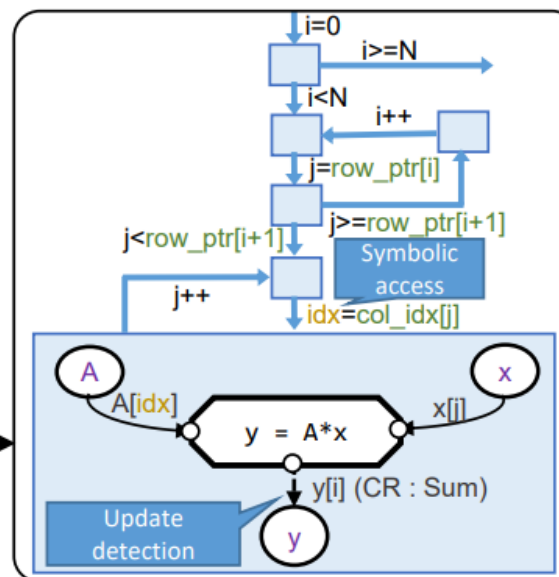 i=0
i>=N
i<N
i++
j=row_ptr[i]
j>=row_ptr[i+1]
j<row_ptr[i+1]
Symbolic
access
j++
idx=col_idx[j]
A
x
A[idx]
x[j]
y = A*x
y[i] (CR : Sum)
Update
detection
y